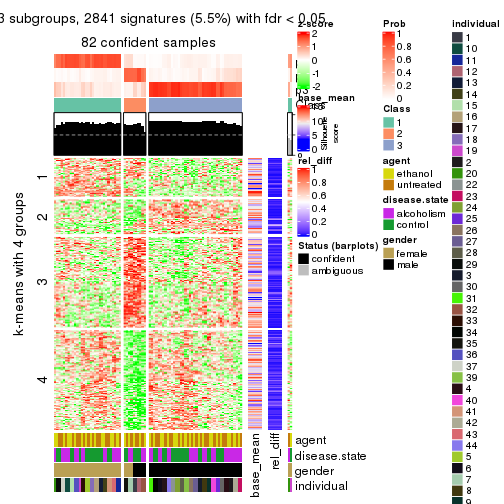 3 subgroups, 2841 signatures (5.5%) with fdr < 0.05
82 confident samples
k-means with 4 groups
1
2
3
4
agent
disease.state
gender
individual
base_mean
rel_diff
z-score
2
1
0
-1
-2
base_mean
15
10
5
0
Silhouette
score
rel_diff
1
0.8
0.6
0.4
0.2
0
Status (barplots)
confident
ambiguous
Prob
1
0.8
0.6
0.4
0.2
0
Class
1
2
3
agent
ethanol
untreated
disease.state
alcoholism
control
gender
female
male
individual
1
10
11
12
13
14
15
16
17
18
19
2
20
22
23
24
25
26
27
28
29
3
30
31
32
33
34
35
36
37
39
4
40
41
42
43
44
5
6
7
8
9